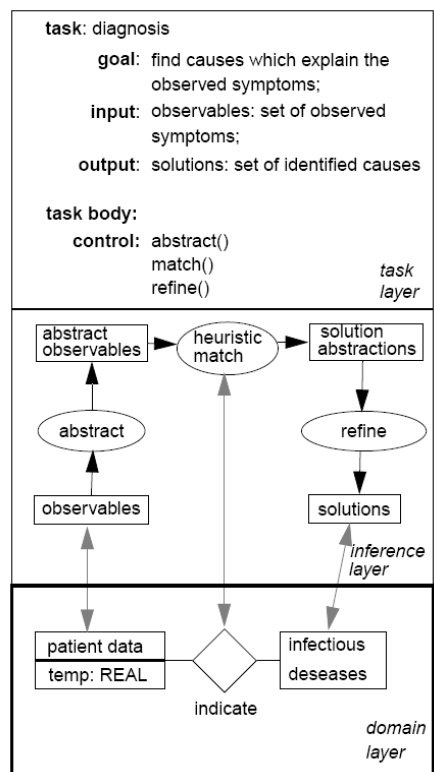 task: diagnosis
goal: find causes which explain the
observed symptoms;
input: observables: set of observed
symptoms;
output: solutions: set of identified causes
task body:
control: abstract()
match()
refine()
task
layer
abstract
observables
heuristic
match
solution
abstractions
abstract
refine
observables
solutions
inference
layer
patient data
temp: REAL
indicate
infectious
deseases
domain
layer